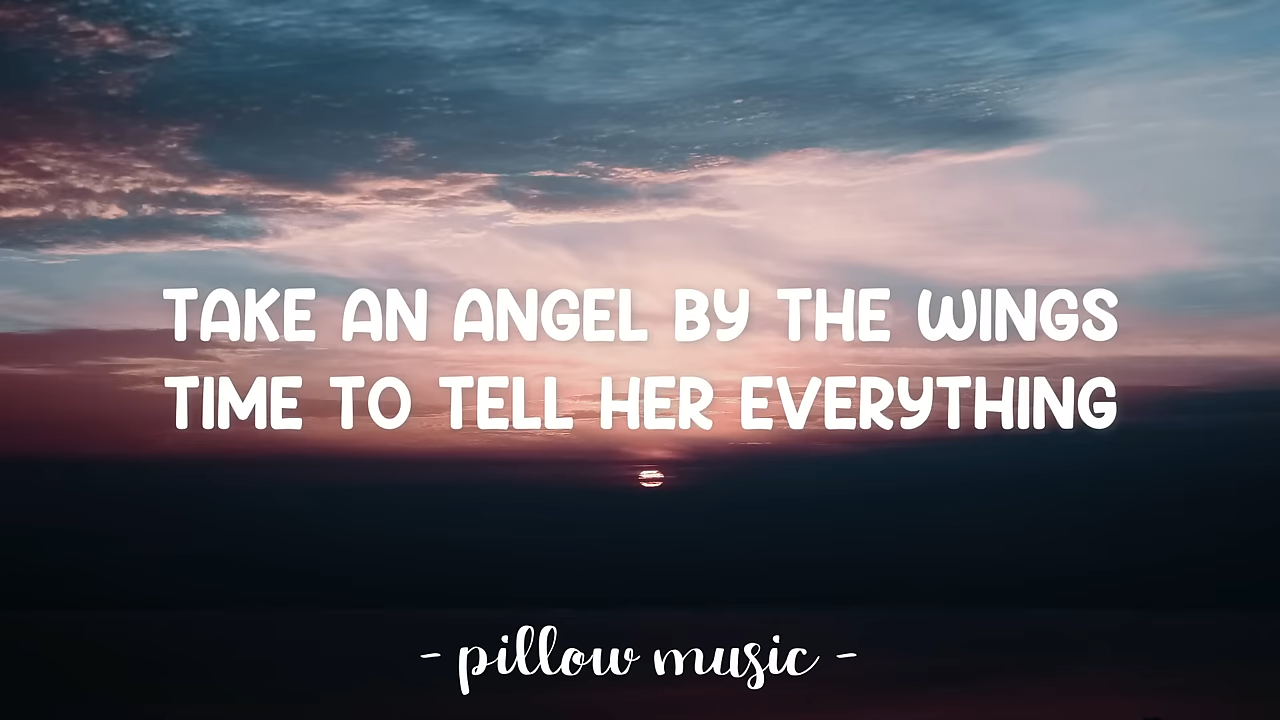 TAKE AN ANGEL BY THE WINGS
TIME TO TELL HER EVERYTHING
- pillow music -